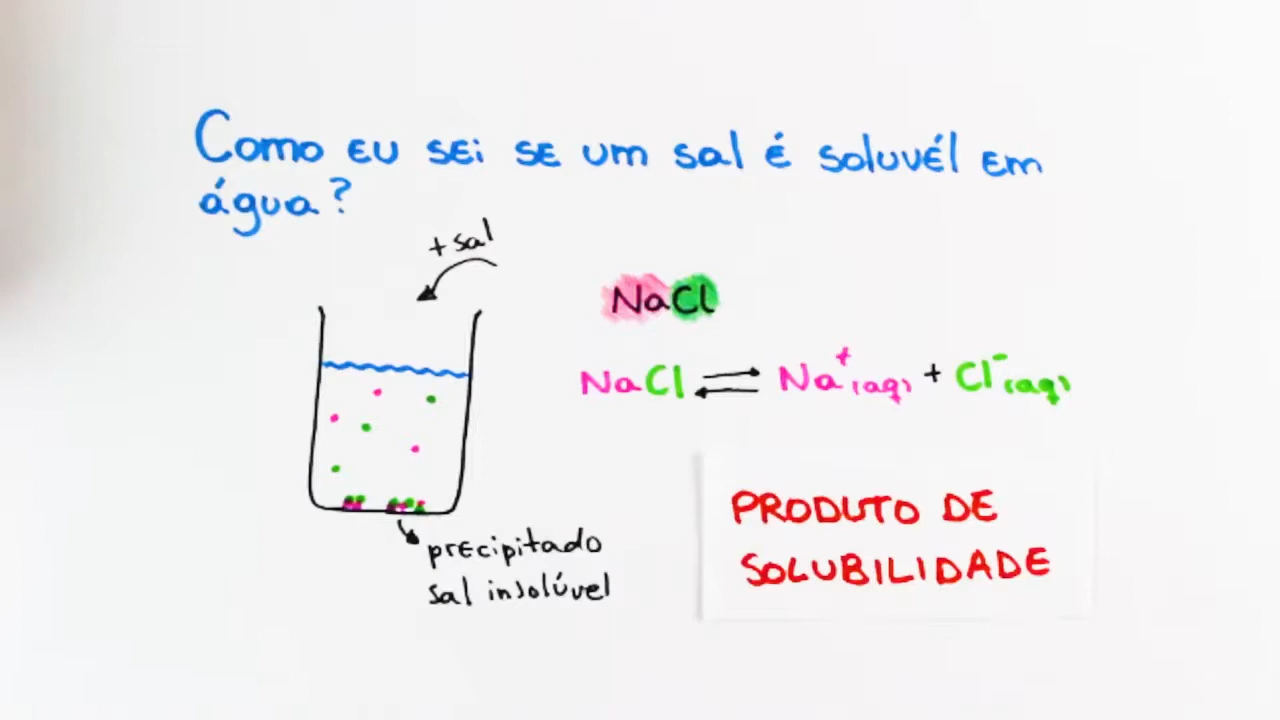 Como eu sei se um sal é soluvél em
água?
+ sal
NaCl
NaCl ⇌ Na⁺(aq) + Cl⁻(aq)
precipitado
sal insolúvel
PRODUTO DE
SOLUBILIDADE